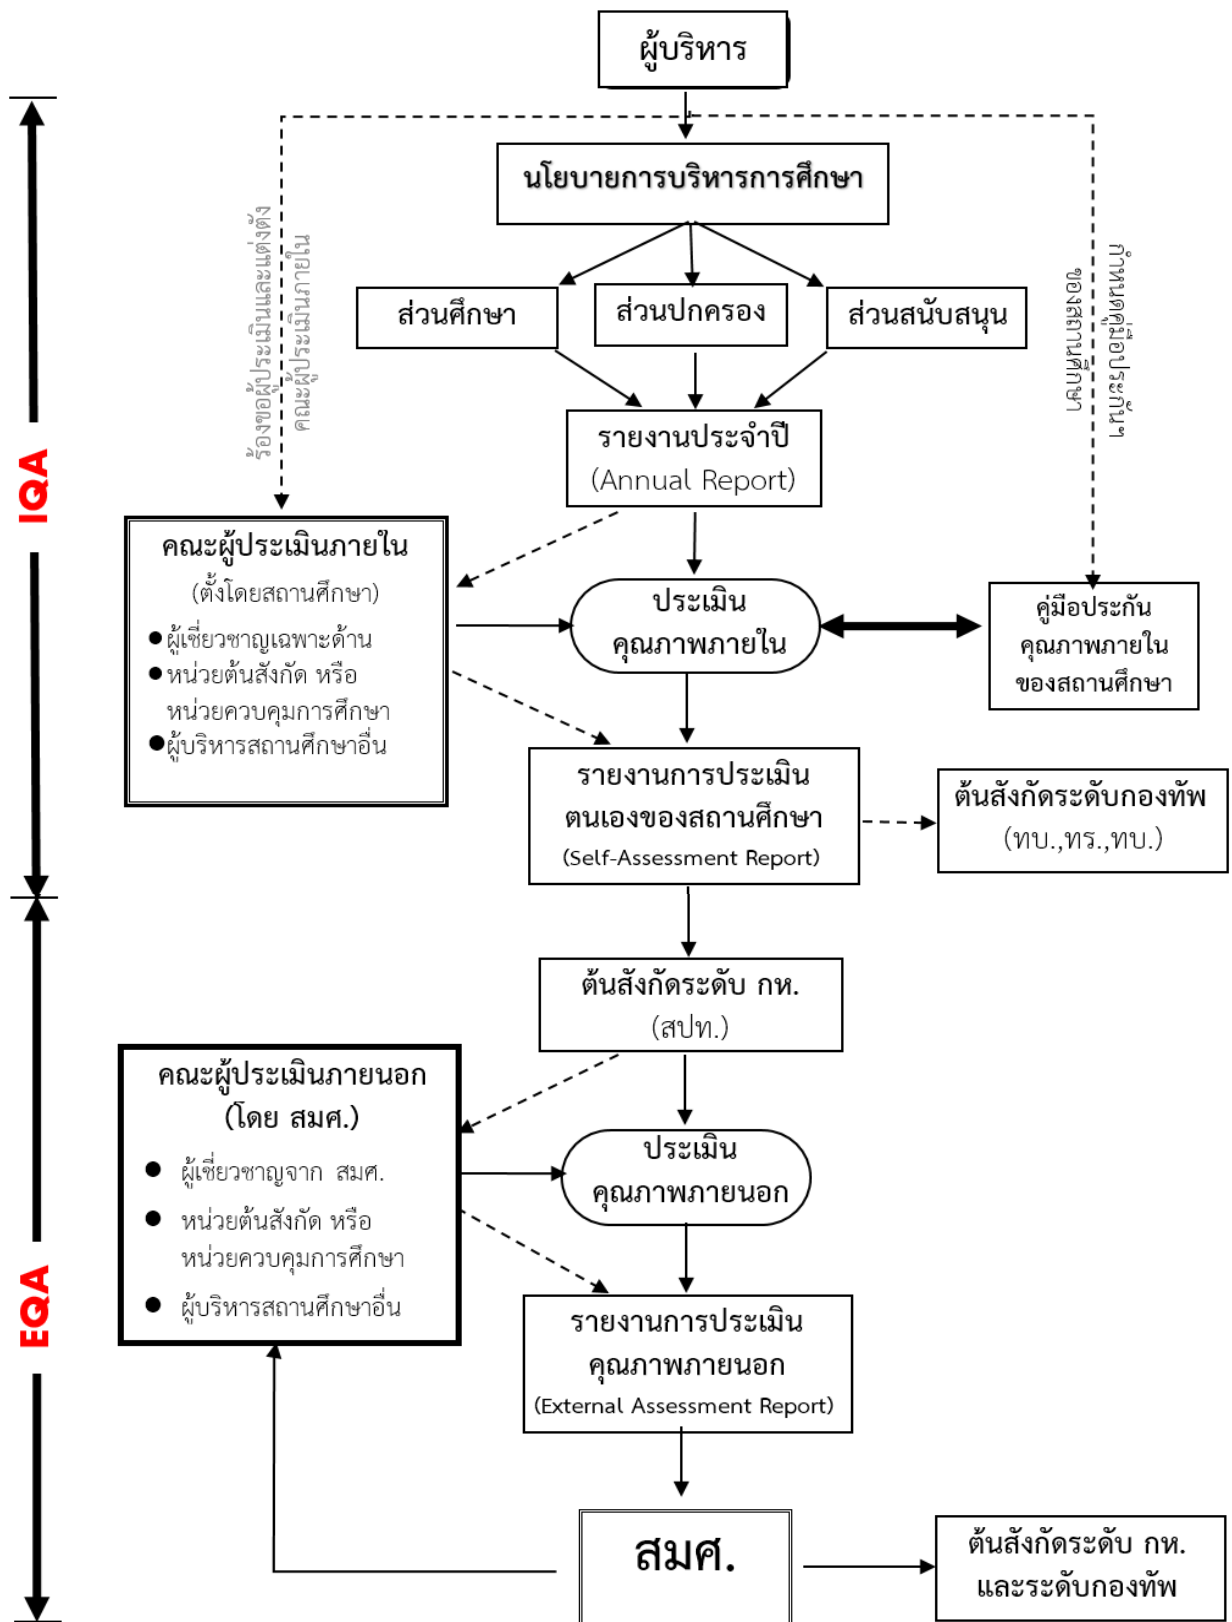 ผู้บริหาร
นโยบายการบริหารการศึกษา
ร้องขอผู้ประเมินและแต่งตั้ง
คณะผู้ประเมินภายใน
กำหนดคู่มือประกันฯ
ของสถานศึกษา
ส่วนศึกษา
ส่วนปกครอง
ส่วนสนับสนุน
รายงานประจำปี
(Annual Report)
IQA
คณะผู้ประเมินภายใน
(ตั้งโดยสถานศึกษา)
●ผู้เชี่ยวชาญเฉพาะด้าน
●หน่วยต้นสังกัด หรือ
หน่วยควบคุมการศึกษา
●ผู้บริหารสถานศึกษาอื่น
ประเมิน
คุณภาพภายใน
คู่มือประกัน
คุณภาพภายใน
ของสถานศึกษา
รายงานการประเมิน
ตนเองของสถานศึกษา
(Self-Assessment Report)
ต้นสังกัดระดับกองทัพ
(ทบ.,ทร.,ทบ.)
ต้นสังกัดระดับ กห.
(สปท.)
EQA
คณะผู้ประเมินภายนอก
(โดย สมศ.)
● ผู้เชี่ยวชาญจาก สมศ.
● หน่วยต้นสังกัด หรือ
หน่วยควบคุมการศึกษา
● ผู้บริหารสถานศึกษาอื่น
ประเมิน
คุณภาพภายนอก
รายงานการประเมิน
คุณภาพภายนอก
(External Assessment Report)
สมศ.
ต้นสังกัดระดับ กห.
และระดับกองทัพ